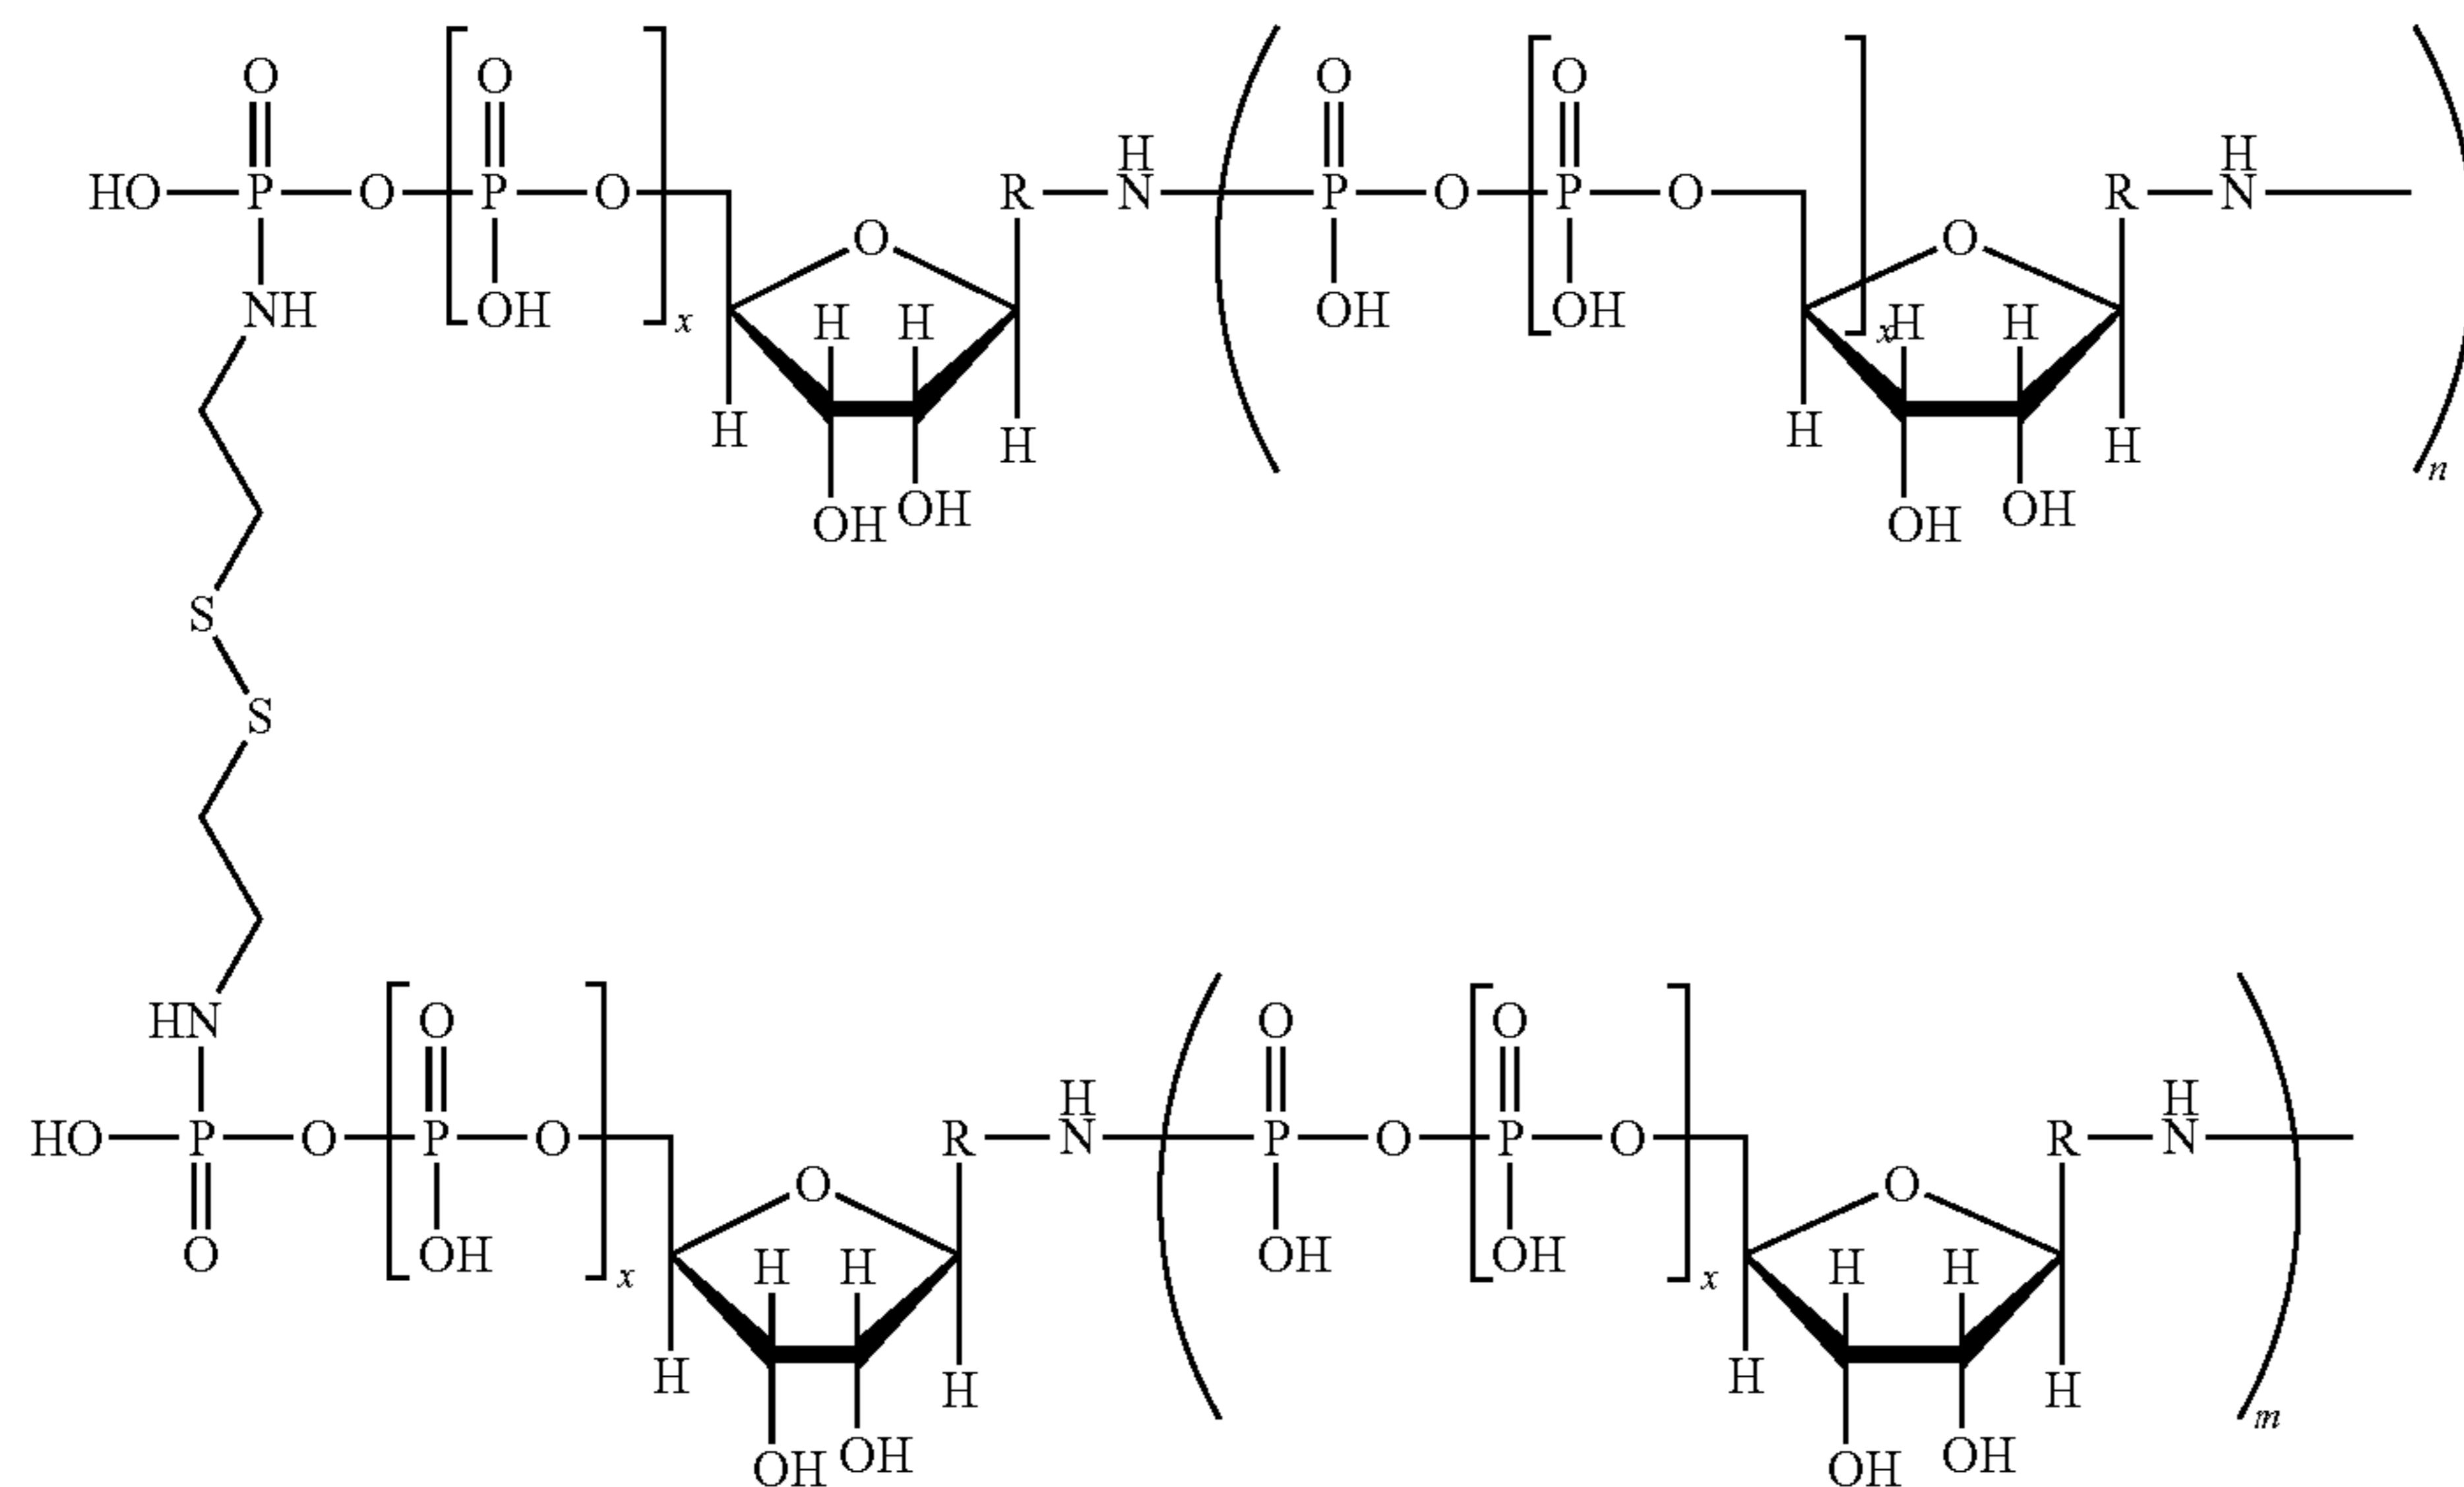 O O O O
H H
HO P O P O R N P O P O R N
O O
NH OH x H H OH OH x H H
H H H H
OH OH OH OH n
S
S
HN O O O
H H
HO P O P O R N P O P O R N
O O
O OH x H H OH OH x H H
H H H H
OH OH OH OH m